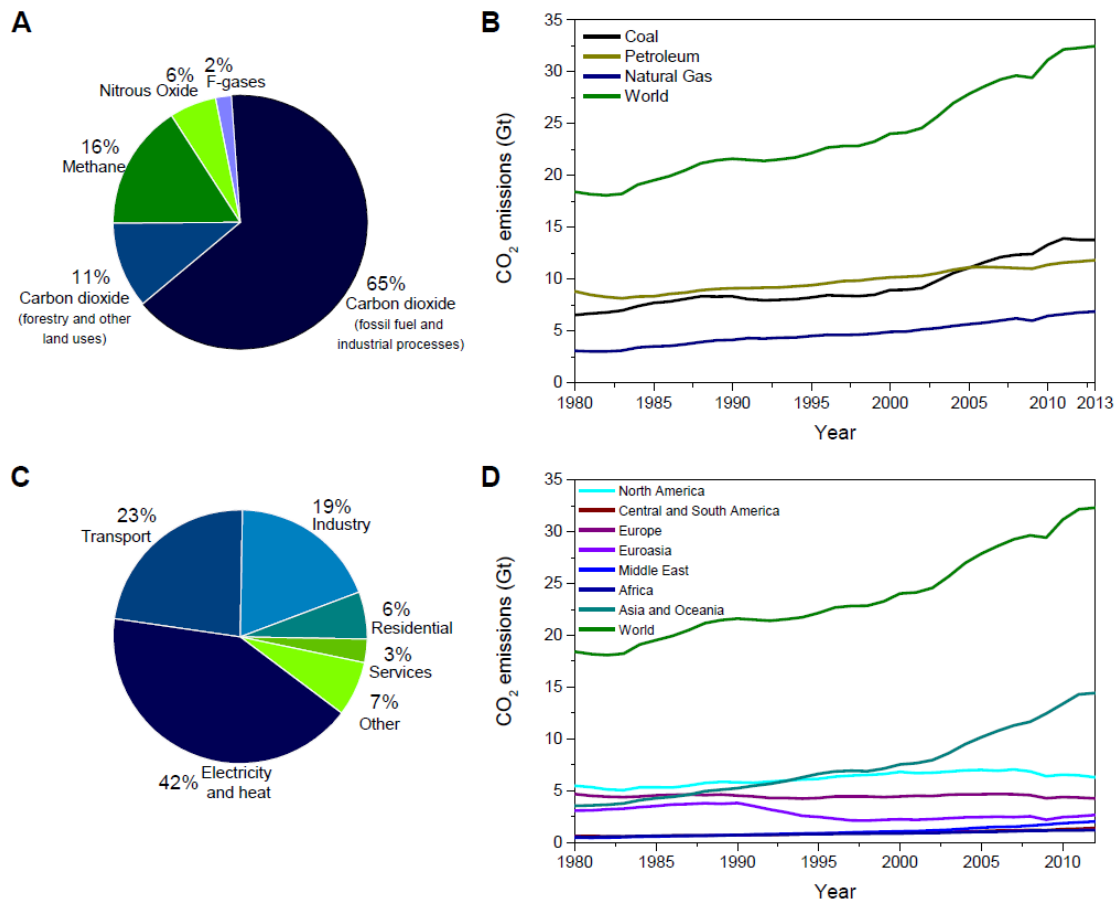 A
2%
F-gases
6%
Nitrous Oxide
16%
Methane
11%
Carbon dioxide
(forestry and other
land uses)
65%
Carbon dioxide
(fossil fuel and
industrial processes)
B
Coal
Petroleum
Natural Gas
World
CO2 emissions (Gt)
35
30
25
20
15
10
5
0
1980
1985
1990
1995
2000
2005
2010
2013
Year
C
23%
Transport
19%
Industry
6%
Residential
3%
Services
7%
Other
42%
Electricity
and heat
D
North America
Central and South America
Europe
Euroasia
Middle East
Africa
Asia and Oceania
World
CO2 emissions (Gt)
35
30
25
20
15
10
5
0
1980
1985
1990
1995
2000
2005
2010
Year